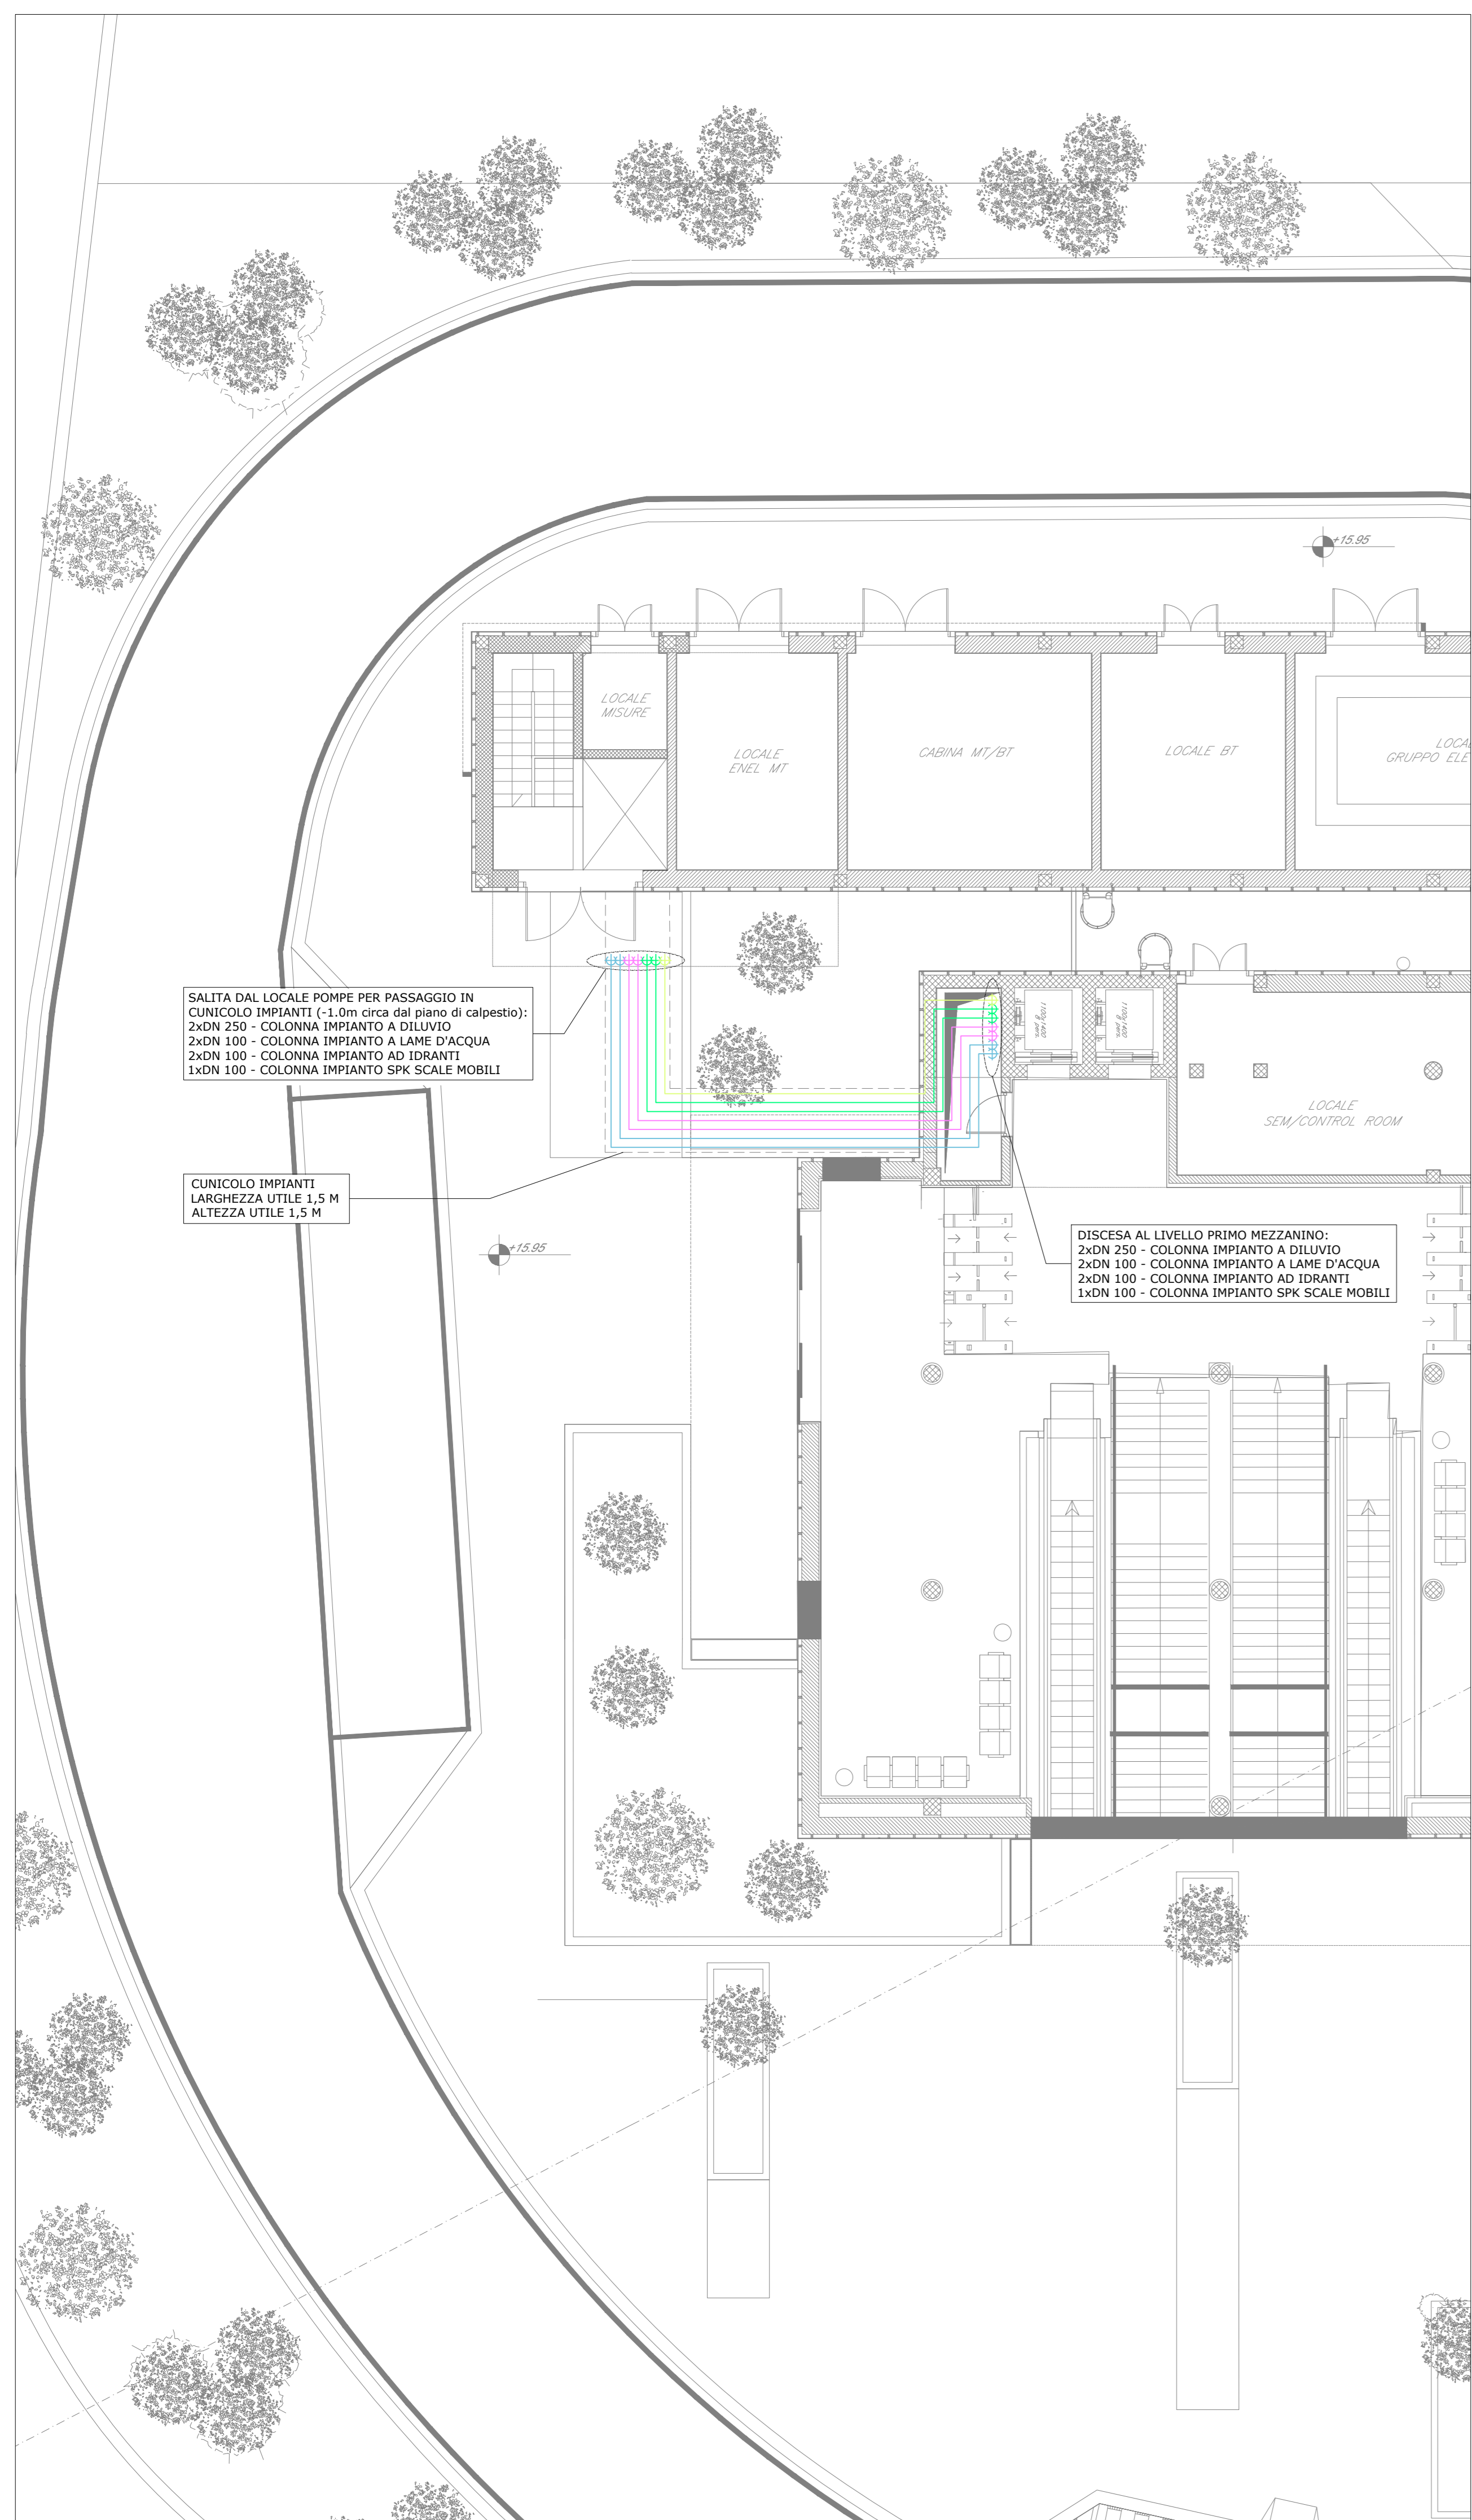 +15.95
LOCALE
MISURE
LOCALE
ENEL MT
CABINA MT/BT
LOCALE BT
GRUPPO ELE
SALITA DAL LOCALE POMPE PER PASSAGGIO IN
CUNICOLO IMPIANTI (-1.0m circa dal piano di calpestio):
2xDN 250 - COLONNA IMPIANTO A DILUVIO
2xDN 100 - COLONNA IMPIANTO A LAME D'ACQUA
2xDN 100 - COLONNA IMPIANTO AD IDRANTI
1xDN 100 - COLONNA IMPIANTO SPK SCALE MOBILI
1100x1400
1100x1400
LOCALE
SEM/CONTROL ROOM
CUNICOLO IMPIANTI
LARGHEZZA UTILE 1,5 M
ALTEZZA UTILE 1,5 M
+15.95
DISCESA AL LIVELLO PRIMO MEZZANINO:
2xDN 250 - COLONNA IMPIANTO A DILUVIO
2xDN 100 - COLONNA IMPIANTO A LAME D'ACQUA
2xDN 100 - COLONNA IMPIANTO AD IDRANTI
1xDN 100 - COLONNA IMPIANTO SPK SCALE MOBILI